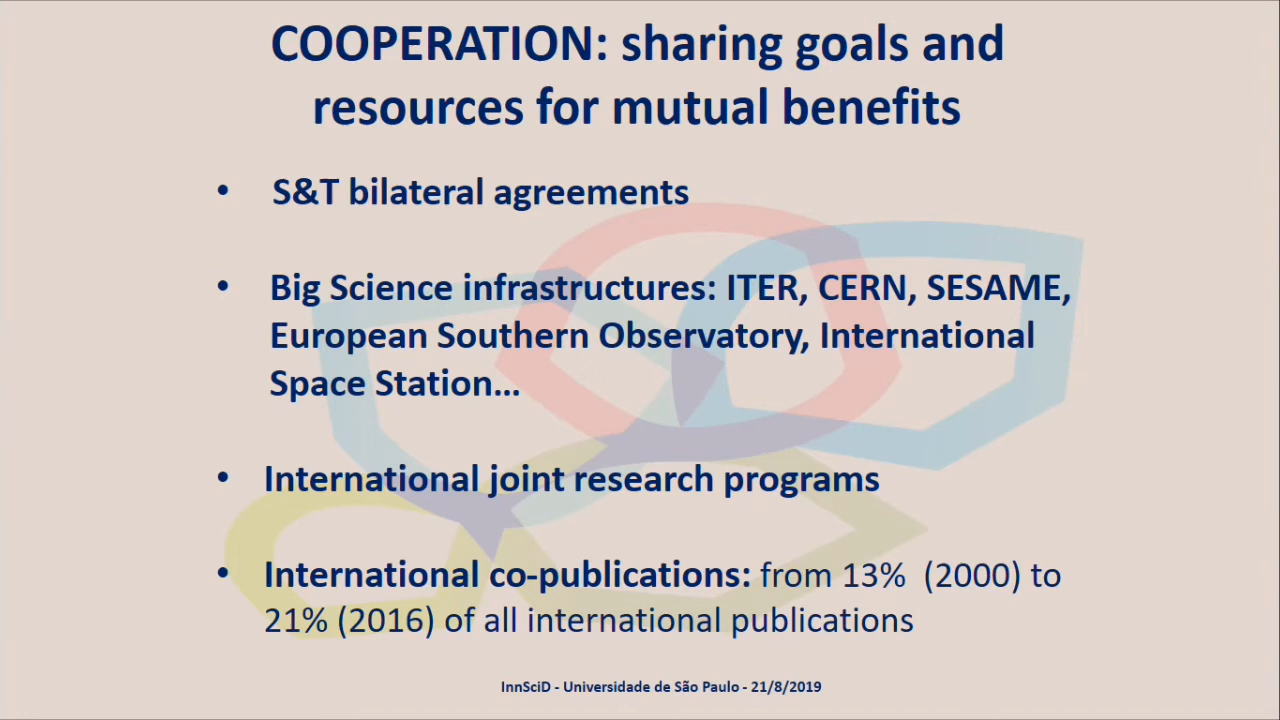 COOPERATION: sharing goals and
resources for mutual benefits
• S&T bilateral agreements
• Big Science infrastructures: ITER, CERN, SESAME,
European Southern Observatory, International
Space Station…
• International joint research programs
• International co-publications: from 13% (2000) to
21% (2016) of all international publications
InnSciD - Universidade de São Paulo - 21/8/2019